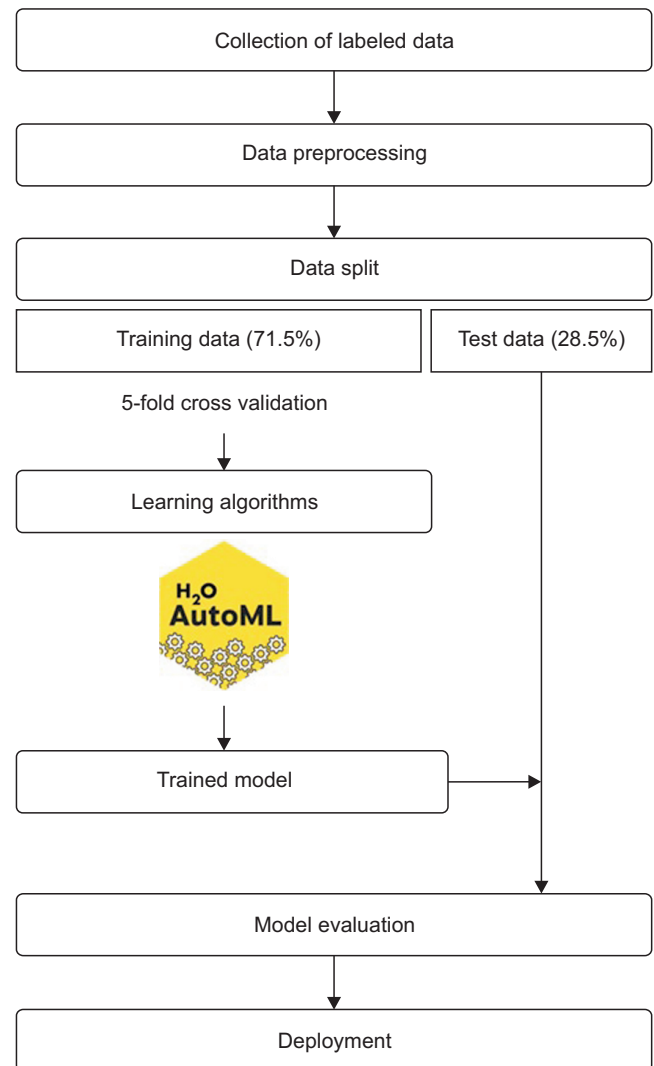 Collection of labeled data
Data preprocessing
Data split
Training data (71.5%)
Test data (28.5%)
5-fold cross validation
Learning algorithms
H₂O
AutoML
Trained model
Model evaluation
Deployment